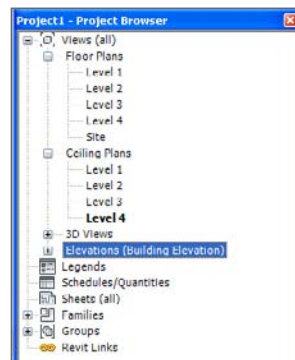 Project1 - Project Browser
Views (all)
Floor Plans
Level 1
Level 2
Level 3
Level 4
Site
Ceiling Plans
Level 1
Level 2
Level 3
Level 4
3D Views
Elevations (Building Elevation)
Legends
Schedules/Quantities
Sheets (all)
Families
Groups
Revit Links